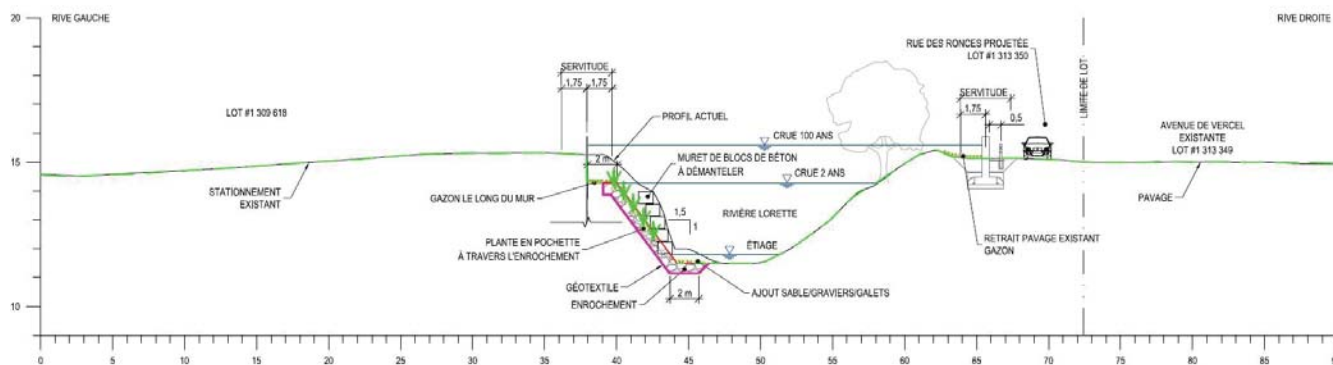 20
RIVE GAUCHE
RIVE DROITE
RUE DES RONCES PROJETÉE
LOT #1 313 350
SERVITUDE
1,75
1,75
SERVITUDE
1,75
0,5
LIMITE DE LOT
LOT #1 309 618
PROFIL ACTUEL
CRUE 100 ANS
AVENUE DE VERCEL
EXISTANTE
LOT #1 313 349
15
2 m
MURET DE BLOCS DE BÉTON
À DÉMANTELER
CRUE 2 ANS
STATIONNEMENT
EXISTANT
GAZON LE LONG DU MUR
PAVAGE
1,5
1
RIVIÈRE LORETTE
PLANTE EN POCHETTE
À TRAVERS L'ENROCHEMENT
ÉTIAGE
RETRAIT PAVAGE EXISTANT
GAZON
GÉOTEXTILE
ENROCHEMENT
2 m
AJOUT SABLE/GRAVIERS/GALETS
10
0 5 10 15 20 25 30 35 40 45 50 55 60 65 70 75 80 85 90